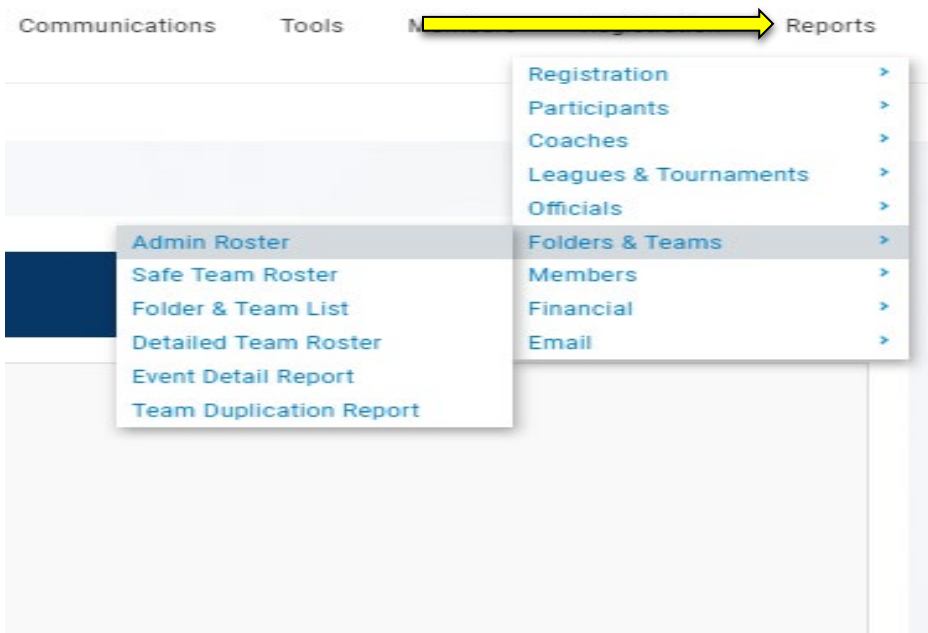 Communications Tools Reports
Registration
Participants
Coaches
Leagues & Tournaments
Officials
Folders & Teams
Members
Financial
Email
Admin Roster
Safe Team Roster
Folder & Team List
Detailed Team Roster
Event Detail Report
Team Duplication Report